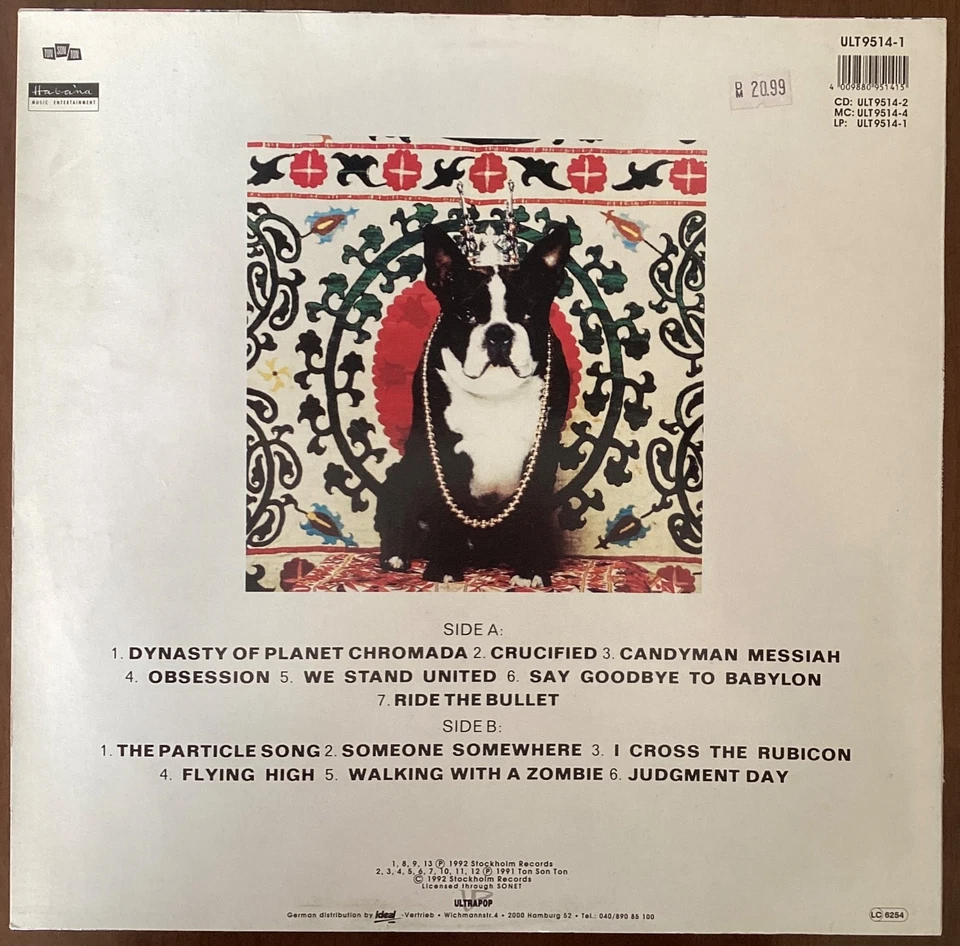 TON SON TON
Habana
MUSIC ENTERTAINMENT
ULT9514-1
4 009880 951415
CD: ULT9514-2
MC: ULT9514-4
LP: ULT9514-1
20.99
SIDE A:
1. DYNASTY OF PLANET CHROMADA 2. CRUCIFIED 3. CANDYMAN MESSIAH
4. OBSESSION 5. WE STAND UNITED 6. SAY GOODBYE TO BABYLON
7. RIDE THE BULLET
SIDE B:
1. THE PARTICLE SONG 2. SOMEONE SOMEWHERE 3. I CROSS THE RUBICON
4. FLYING HIGH 5. WALKING WITH A ZOMBIE 6. JUDGMENT DAY
1, 8, 9, 13 Ⓟ 1992 Stockholm Records
2, 3, 4, 5, 6, 7, 10, 11, 12 Ⓟ 1991 Ton Son Ton
© 1992 Stockholm Records
Licensed through SONET
ULTRAPOP
German distribution by ideal -Vertrieb • Wichmannstr.4 • 2000 Hamburg 52 • Tel.: 040/890 85 100
LC 6254